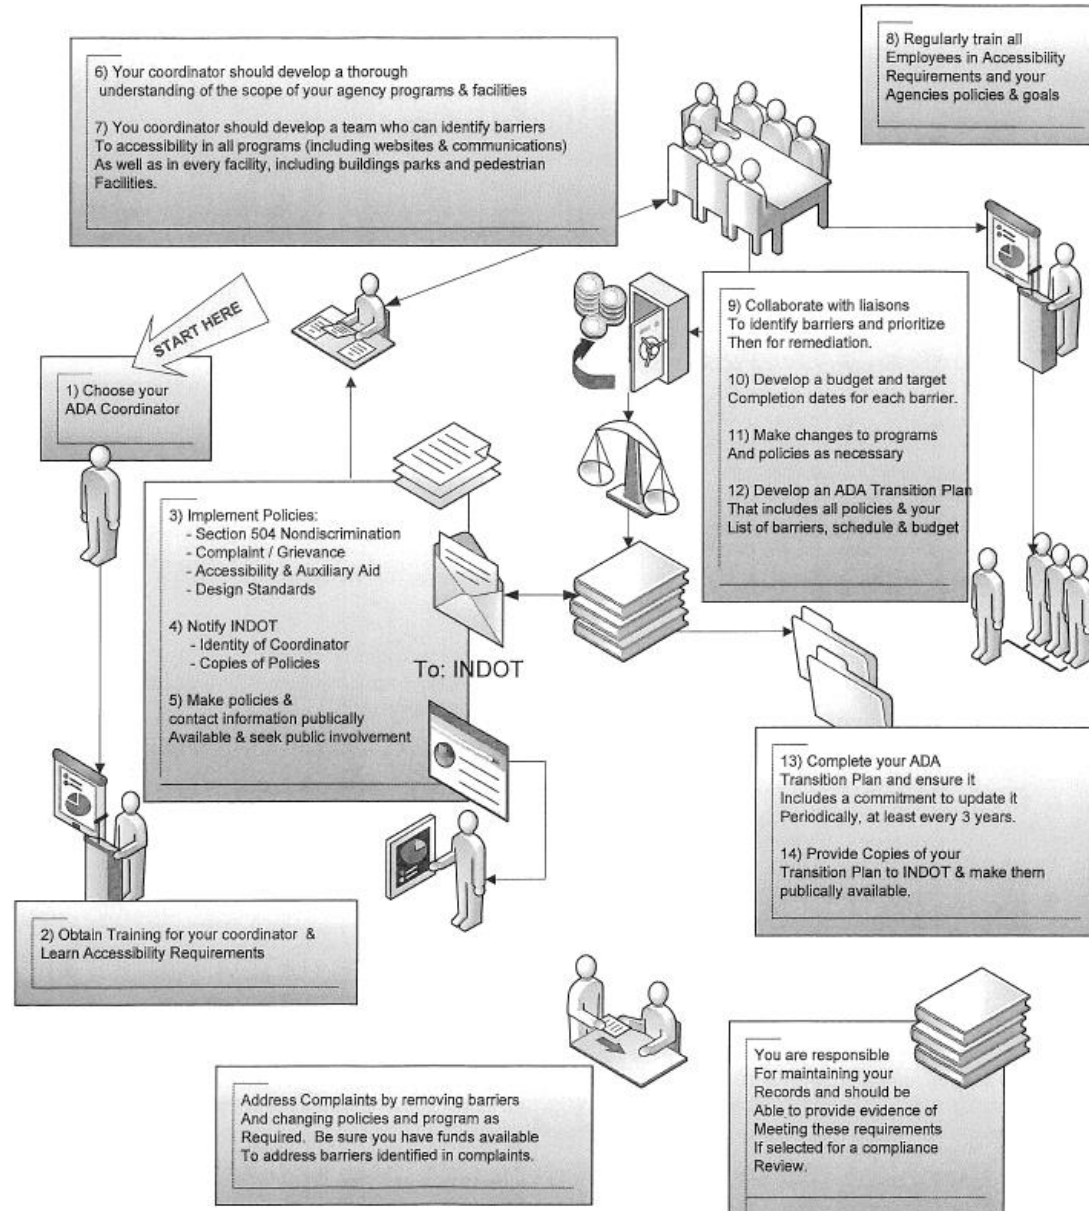 START HERE
1) Choose your
ADA Coordinator
2) Obtain Training for your coordinator &
Learn Accessibility Requirements
3) Implement Policies:
- Section 504 Nondiscrimination
- Complaint / Grievance
- Accessibility & Auxiliary Aid
- Design Standards
4) Notify INDOT
- Identity of Coordinator
- Copies of Policies
5) Make policies &
contact information publically
Available & seek public involvement
To: INDOT
6) Your coordinator should develop a thorough
understanding of the scope of your agency programs & facilities
7) You coordinator should develop a team who can identify barriers
To accessibility in all programs (including websites & communications)
As well as in every facility, including buildings parks and pedestrian
Facilities.
8) Regularly train all
Employees in Accessibility
Requirements and your
Agencies policies & goals
9) Collaborate with liaisons
To identify barriers and prioritize
Then for remediation.
10) Develop a budget and target
Completion dates for each barrier.
11) Make changes to programs
And policies as necessary
12) Develop an ADA Transition Plan
That includes all policies & your
List of barriers, schedule & budget
13) Complete your ADA
Transition Plan and ensure it
Includes a commitment to update it
Periodically, at least every 3 years.
14) Provide Copies of your
Transition Plan to INDOT & make them
publically available.
Address Complaints by removing barriers
And changing policies and program as
Required. Be sure you have funds available
To address barriers identified in complaints.
You are responsible
For maintaining your
Records and should be
Able to provide evidence of
Meeting these requirements
If selected for a compliance
Review.